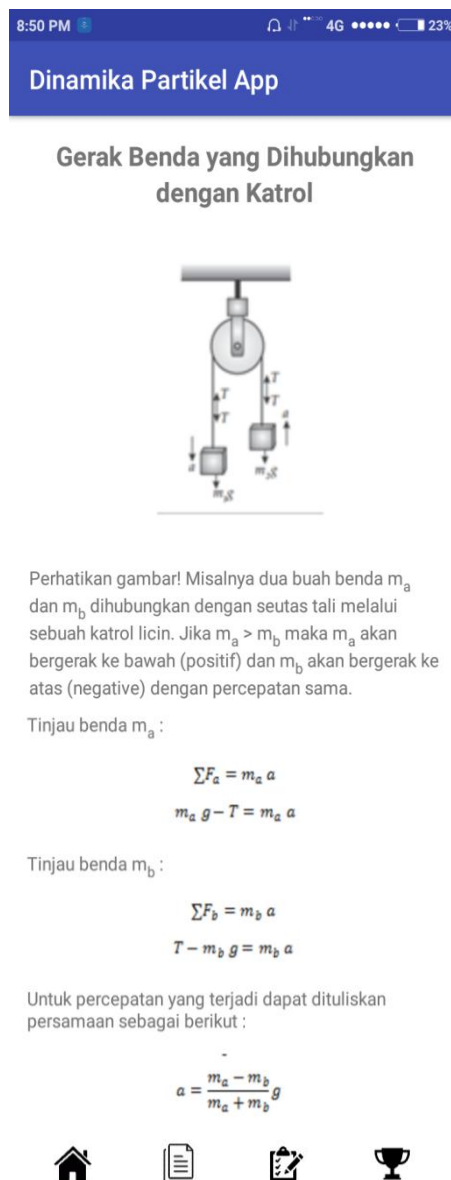 8:50 PM 4G 23%
Dinamika Partikel App
Gerak Benda yang Dihubungkan
dengan Katrol
T
T
T
T
a
a
m g
m g
Perhatikan gambar! Misalnya dua buah benda mₐ
dan m_b dihubungkan dengan seutas tali melalui
sebuah katrol licin. Jika mₐ > m_b maka mₐ akan
bergerak ke bawah (positif) dan m_b akan bergerak ke
atas (negative) dengan percepatan sama.
Tinjau benda mₐ :
∑Fₐ = mₐ a
mₐ g − T = mₐ a
Tinjau benda m_b :
∑F_b = m_b a
T − m_b g = m_b a
Untuk percepatan yang terjadi dapat dituliskan
persamaan sebagai berikut :
a = (mₐ − m_b) / (mₐ + m_b) g